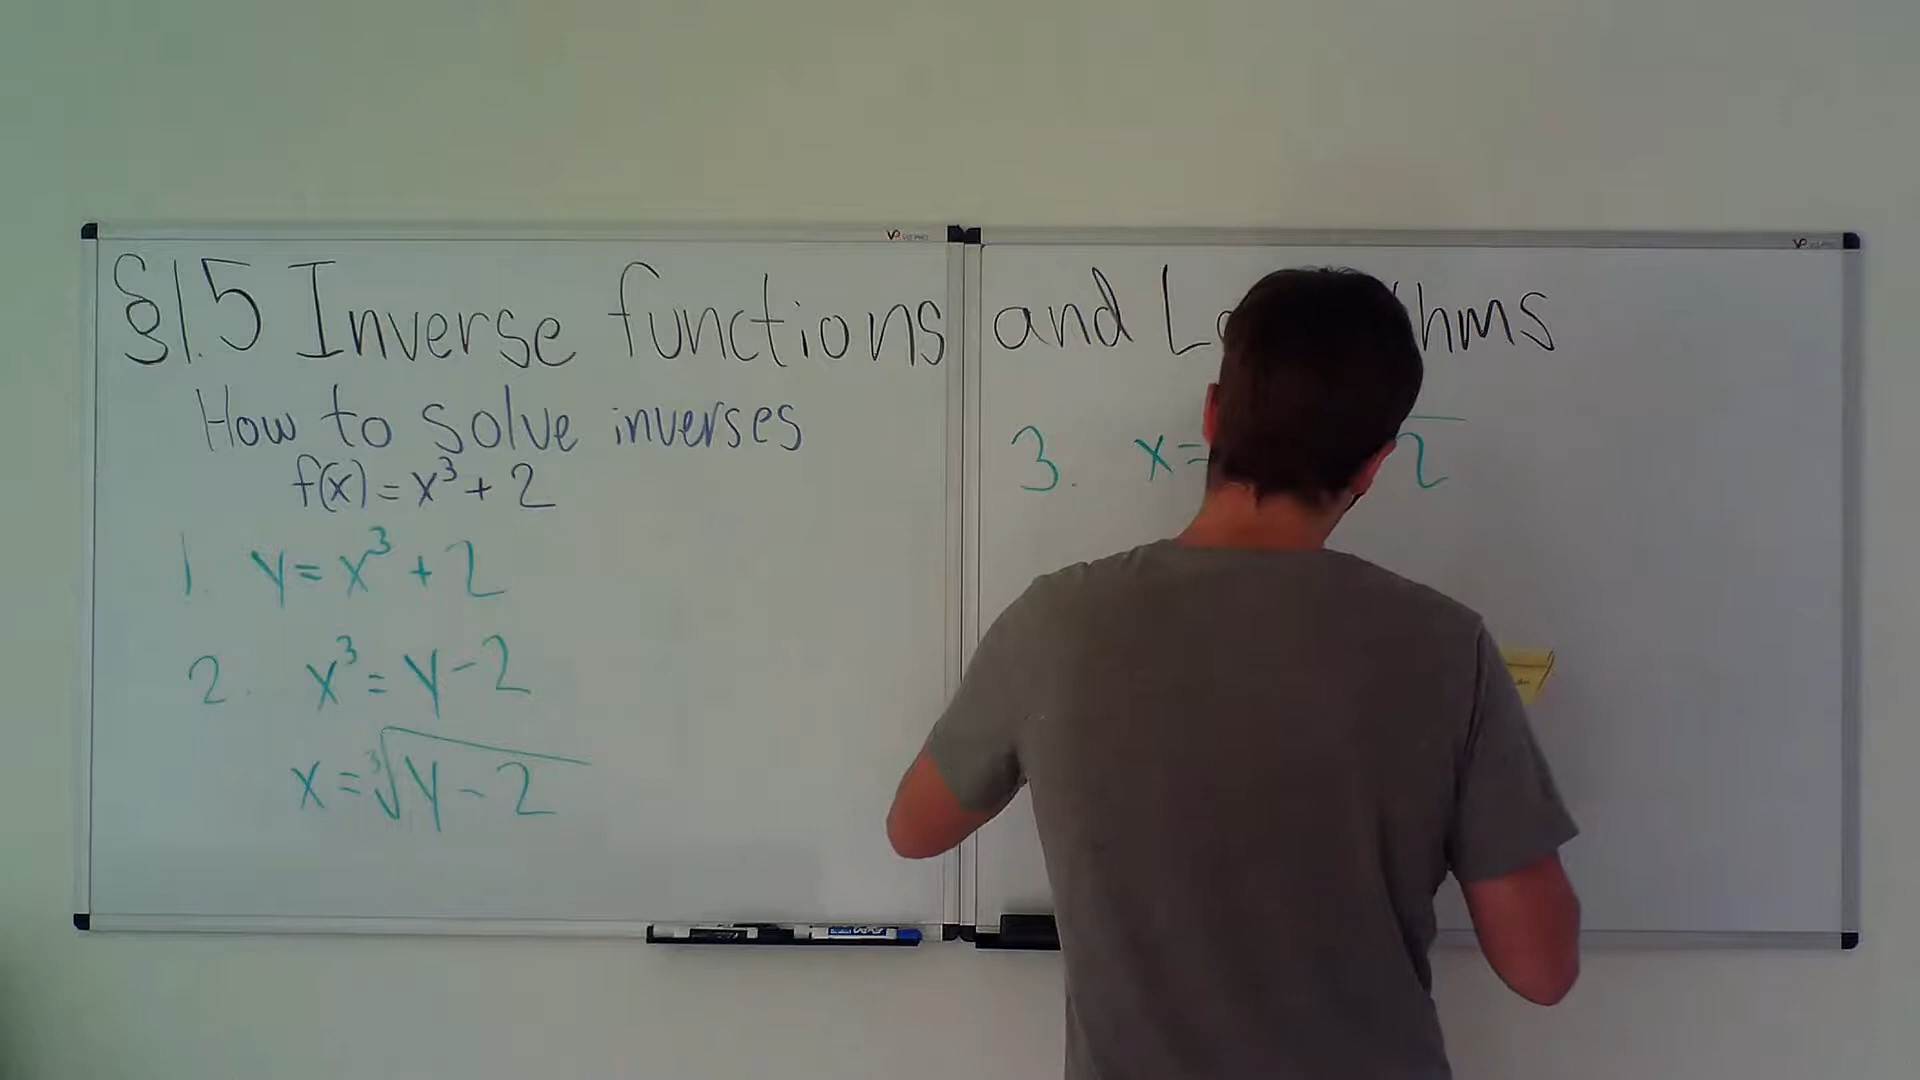 §1.5 Inverse functions and L thms
How to solve inverses
f(x) = x³ + 2
1. y = x³ + 2
2. x³ = y - 2
x = ∛(y - 2)
3. x = 2